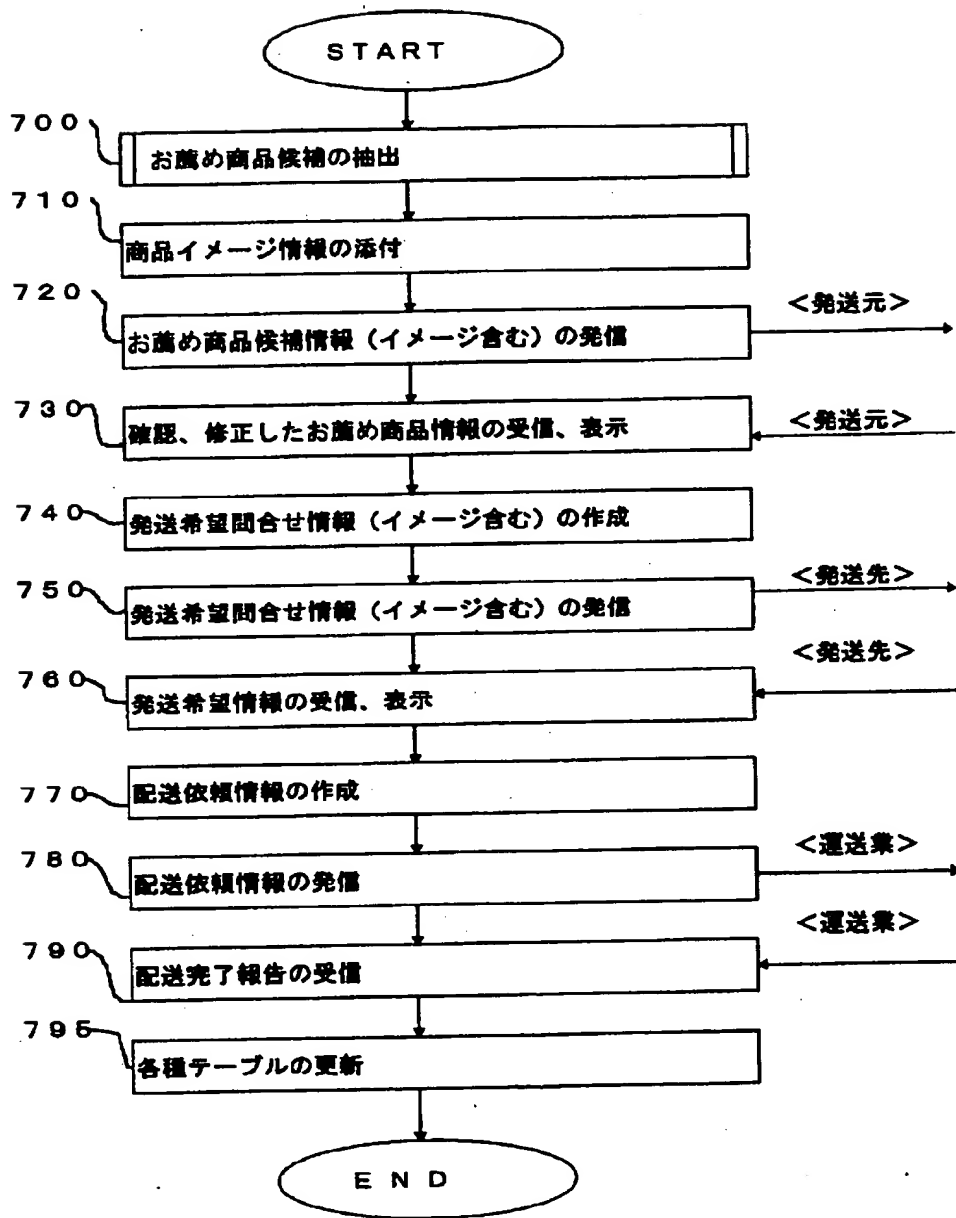 START
700
お薦め商品候補の抽出
710
商品イメージ情報の添付
720
お薦め商品候補情報（イメージ含む）の発信
＜発送元＞
730
確認、修正したお薦め商品情報の受信、表示
＜発送元＞
740
発送希望問合せ情報（イメージ含む）の作成
750
発送希望問合せ情報（イメージ含む）の発信
＜発送先＞
760
発送希望情報の受信、表示
＜発送先＞
770
配送依頼情報の作成
780
配送依頼情報の発信
＜運送業＞
790
配送完了報告の受信
＜運送業＞
795
各種テーブルの更新
END